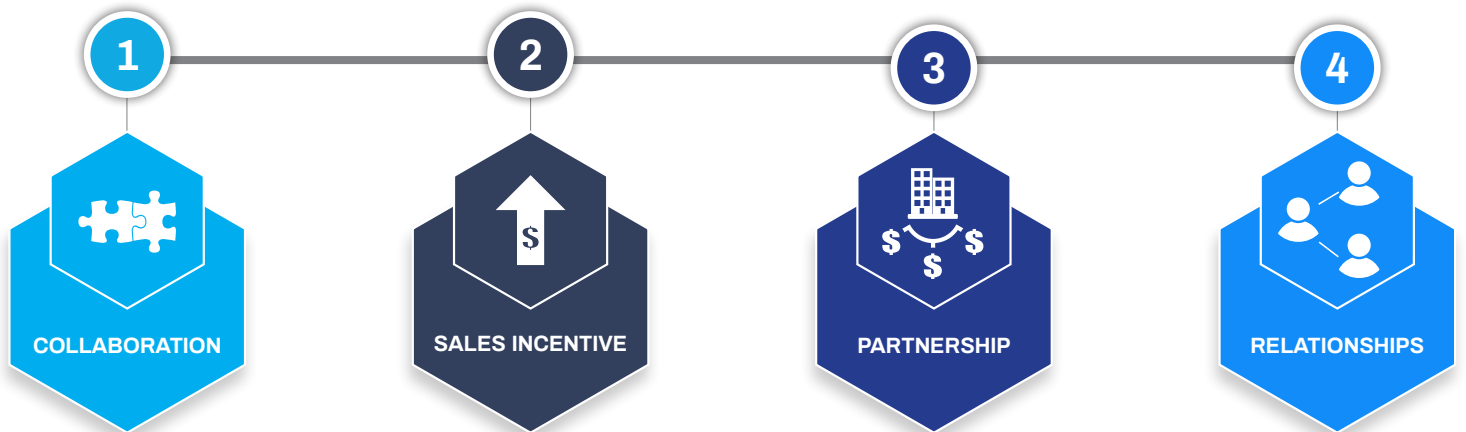 1
2
3
4
$
$
$
$
COLLABORATION
SALES INCENTIVE
PARTNERSHIP
RELATIONSHIPS